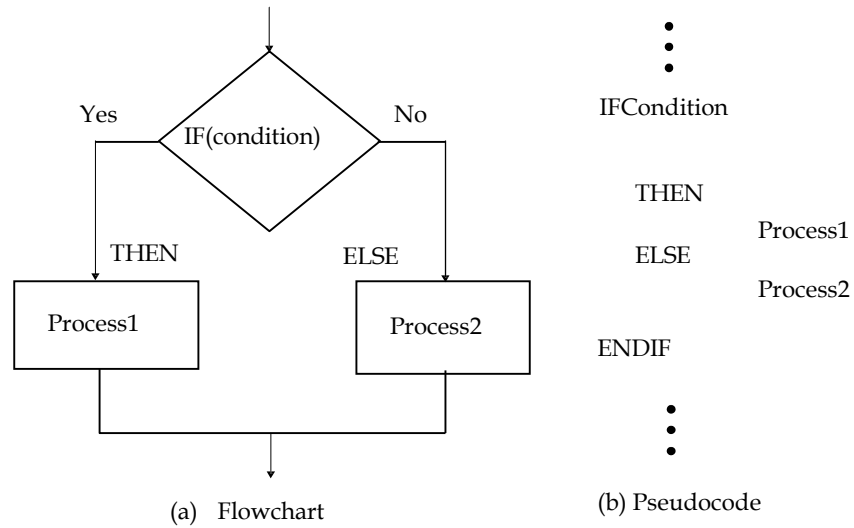 Yes
IF(condition)
No
THEN
ELSE
Process1
Process2
(a) Flowchart
IFCondition
THEN
Process1
ELSE
Process2
ENDIF
(b) Pseudocode